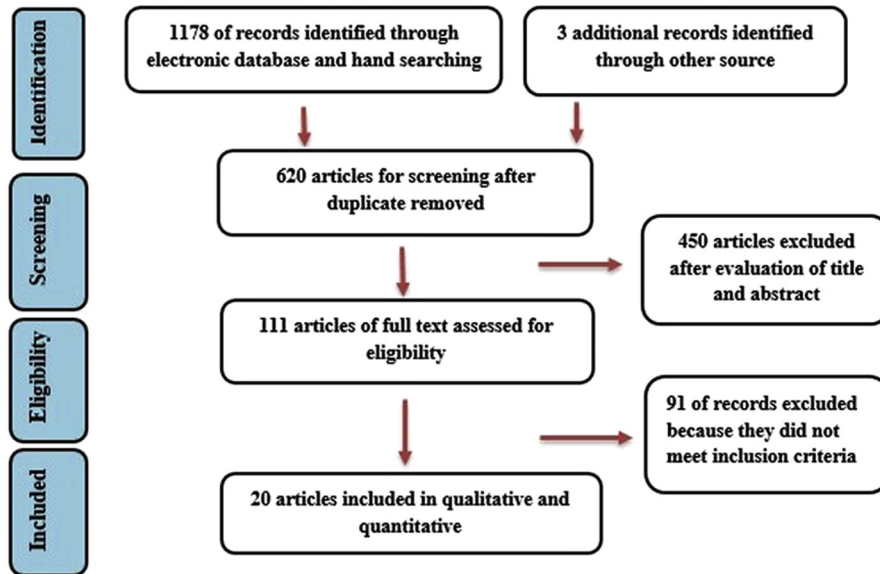 Identification
1178 of records identified through
electronic database and hand searching
3 additional records identified
through other source
620 articles for screening after
duplicate removed
Screening
450 articles excluded
after evaluation of title
and abstract
111 articles of full text assessed for
eligibility
Eligibility
91 of records excluded
because they did not
meet inclusion criteria
Included
20 articles included in qualitative and
quantitative